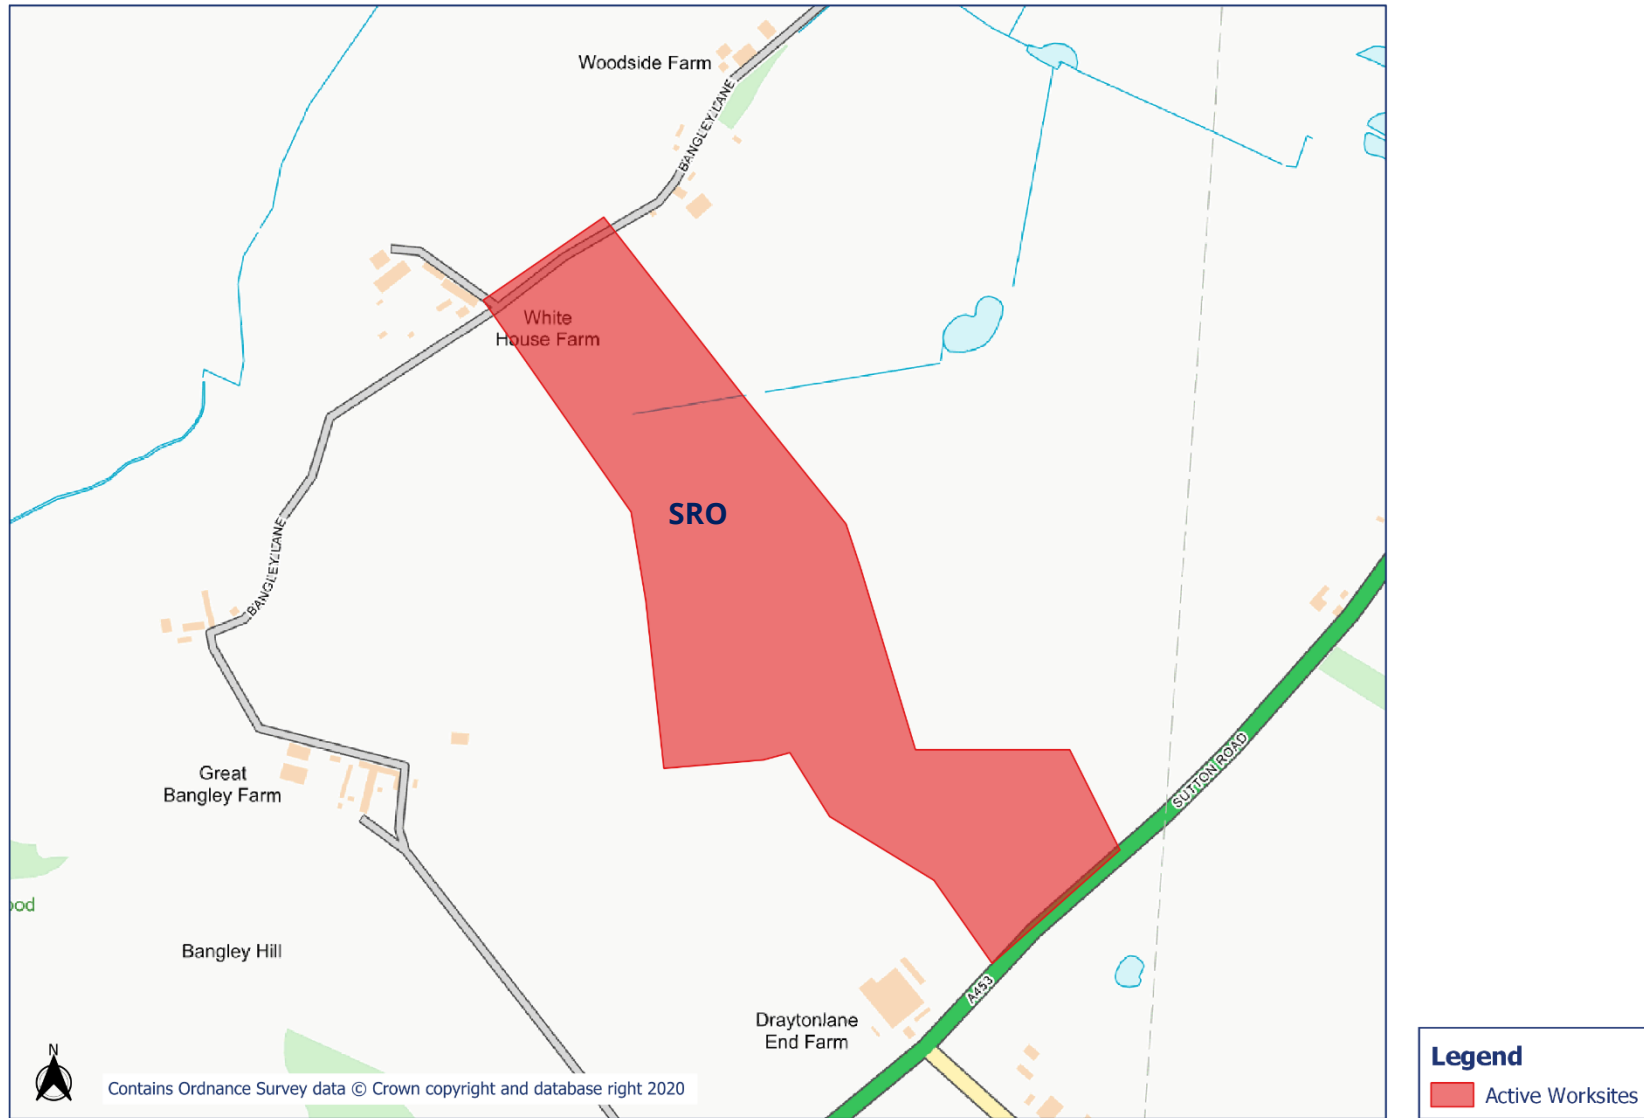 Woodside Farm
BANGLEY LANE
White
House Farm
SRO
BANGLEY LANE
SUTTON ROAD
Great
Bangley Farm
ood
Bangley Hill
A453
Draytonlane
End Farm
N
Contains Ordnance Survey data © Crown copyright and database right 2020
Legend
Active Worksites